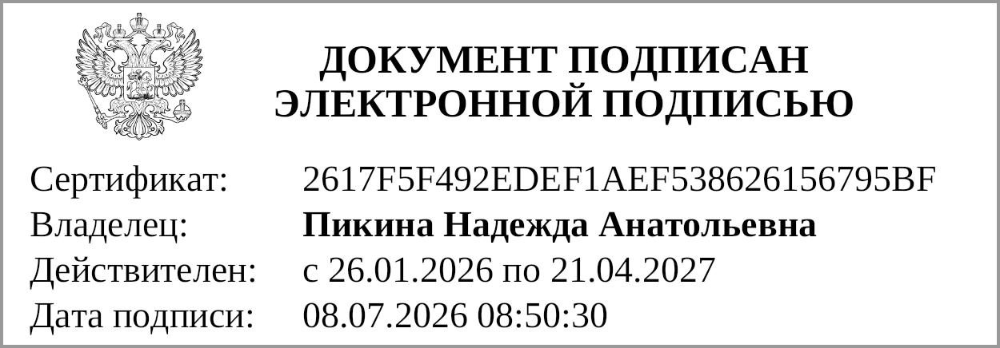 ДОКУМЕНТ ПОДПИСАН
ЭЛЕКТРОННОЙ ПОДПИСЬЮ
Сертификат: 2617F5F492EDEF1AEF538626156795BF
Владелец: Пикина Надежда Анатольевна
Действителен: с 26.01.2026 по 21.04.2027
Дата подписи: 08.07.2026 08:50:30